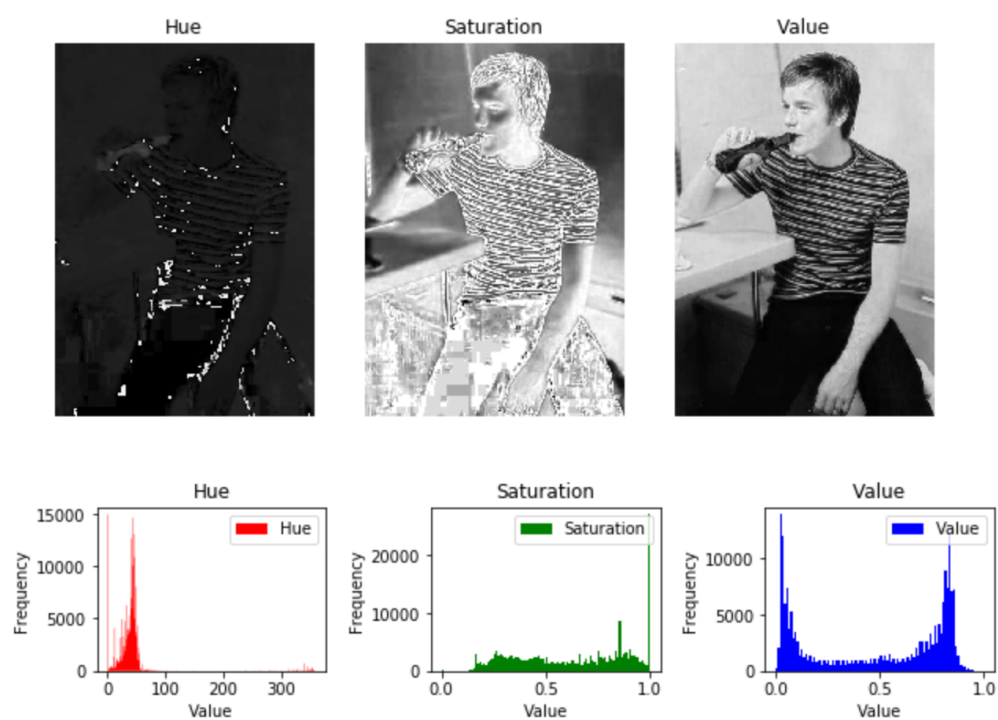 Hue
Saturation
Value
Hue
15000
10000
5000
0
Frequency
Hue
0
100
200
300
Value
Saturation
20000
10000
0
Frequency
Saturation
0.0
0.5
1.0
Value
Value
10000
5000
0
Frequency
Value
0.0
0.5
1.0
Value